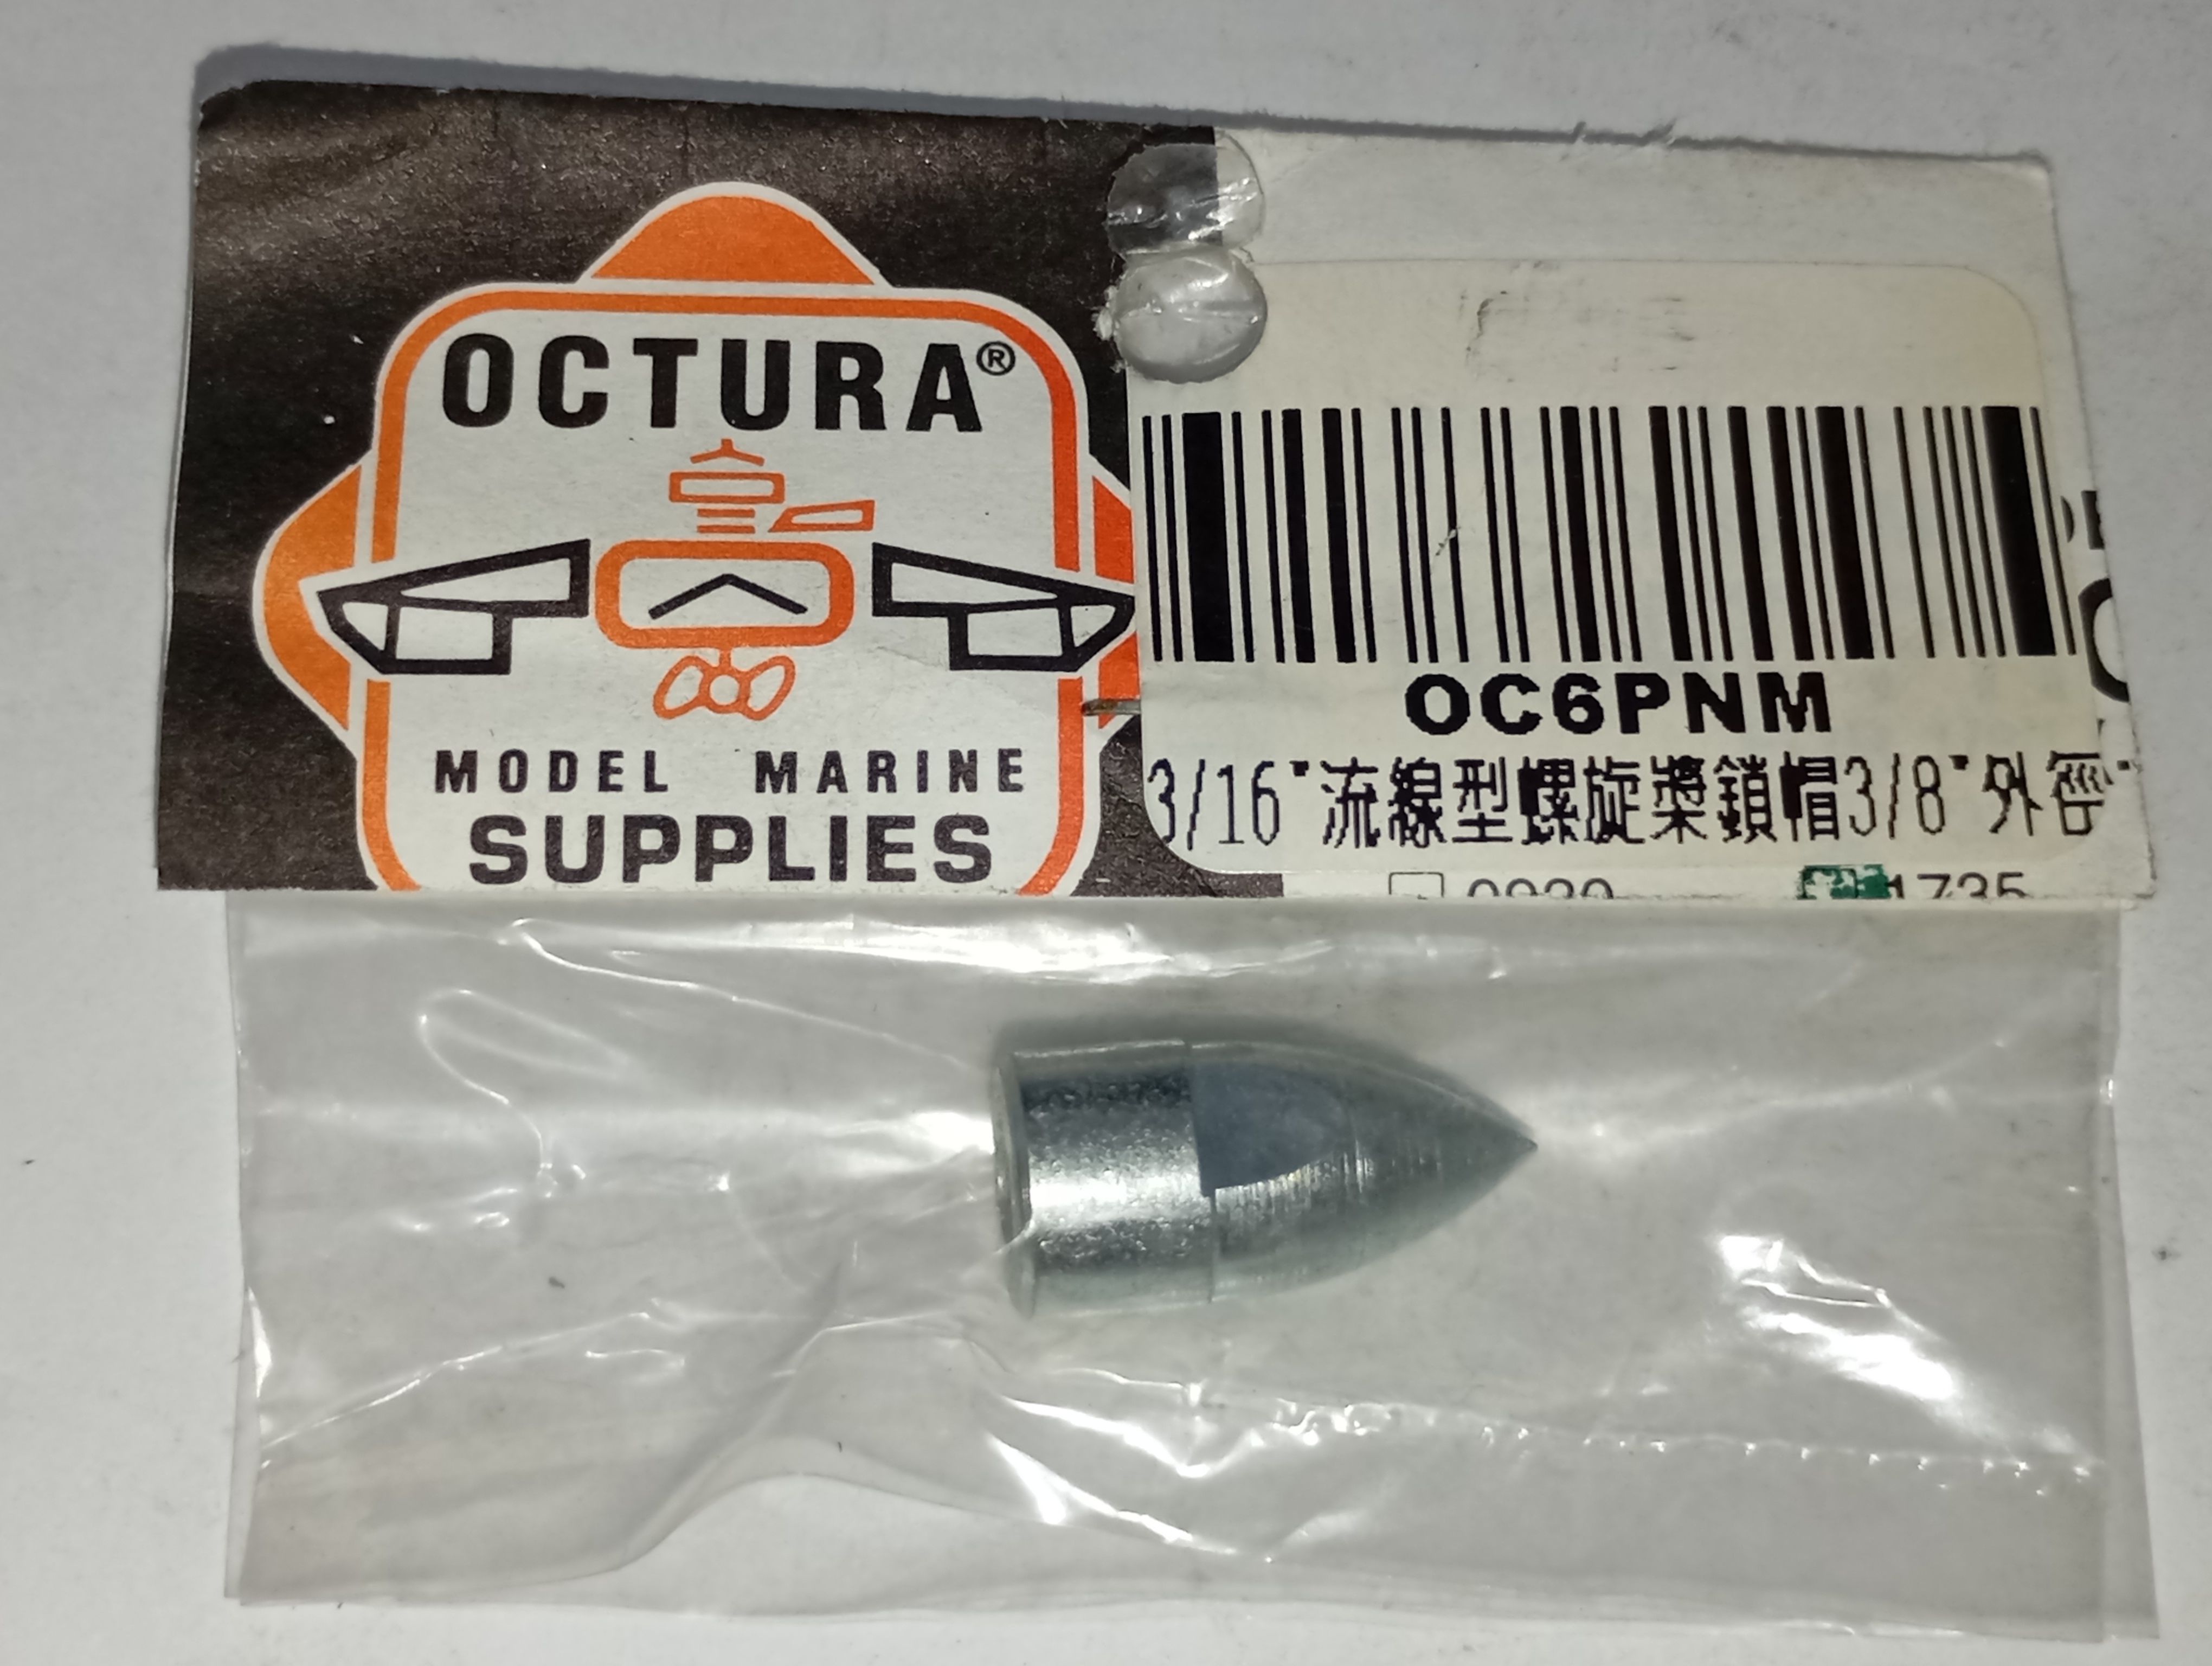 OCTURA®
MODEL MARINE
SUPPLIES
OC6PNM
3/16"流線型螺旋槳鎖帽3/8"外徑"
1735